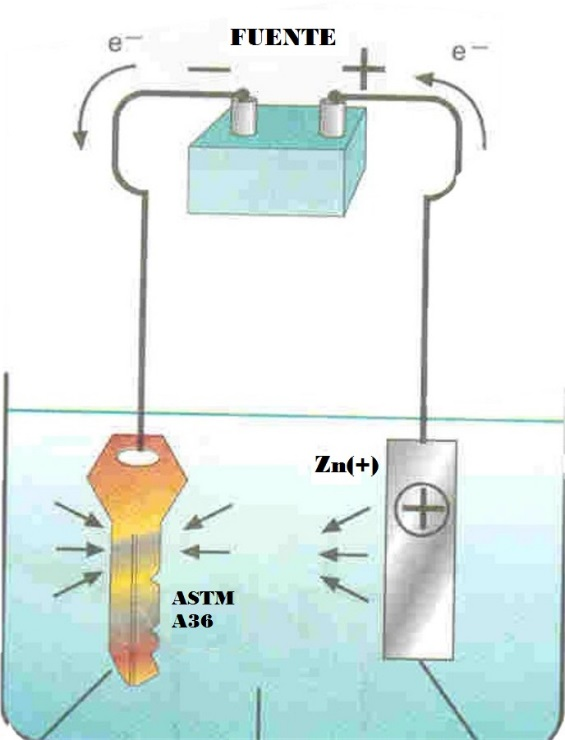 FUENTE
e−
− +
e−
Zn(+)
+
ASTM
A36